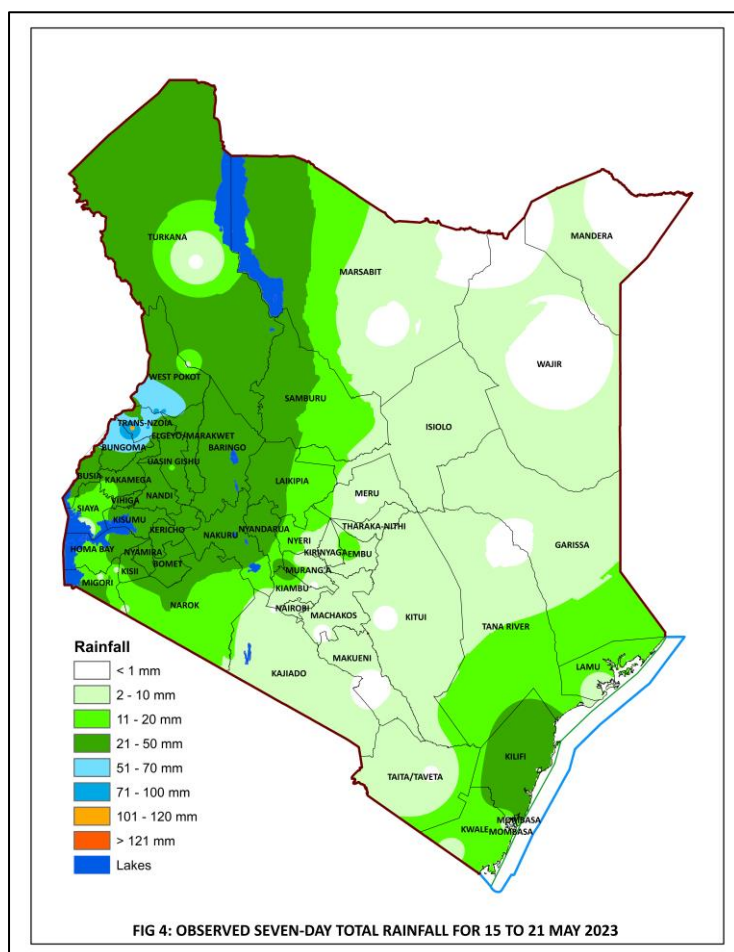 TURKANA
MANDERA
MARSABIT
WAJIR
WEST POKOT
SAMBURU
TRANS-NZOIA
ISIOLO
ELGEYO/MARAKWET
BUNGOMA
BARINGO
UASIN GISHU
BUSIA
KAKAMEGA
LAIKIPIA
MERU
VIHIGA
NANDI
SIAYA
KISUMU
THARAKA-NITHI
KERICHO
NYANDARUA
NAKURU
NYERI
GARISSA
HOMA BAY
NYAMIRA
KIRINYAGA
EMBU
KISII
BOMET
MURANG'A
MIGORI
KIAMBU
NAROK
NAIROBI
MACHAKOS
KITUI
TANA RIVER
MAKUENI
LAMU
KAJIADO
KILIFI
TAITA/TAVETA
MOMBASA
KWALE
MOMBASA
Rainfall
< 1 mm
2 - 10 mm
11 - 20 mm
21 - 50 mm
51 - 70 mm
71 - 100 mm
101 - 120 mm
> 121 mm
Lakes
FIG 4: OBSERVED SEVEN-DAY TOTAL RAINFALL FOR 15 TO 21 MAY 2023